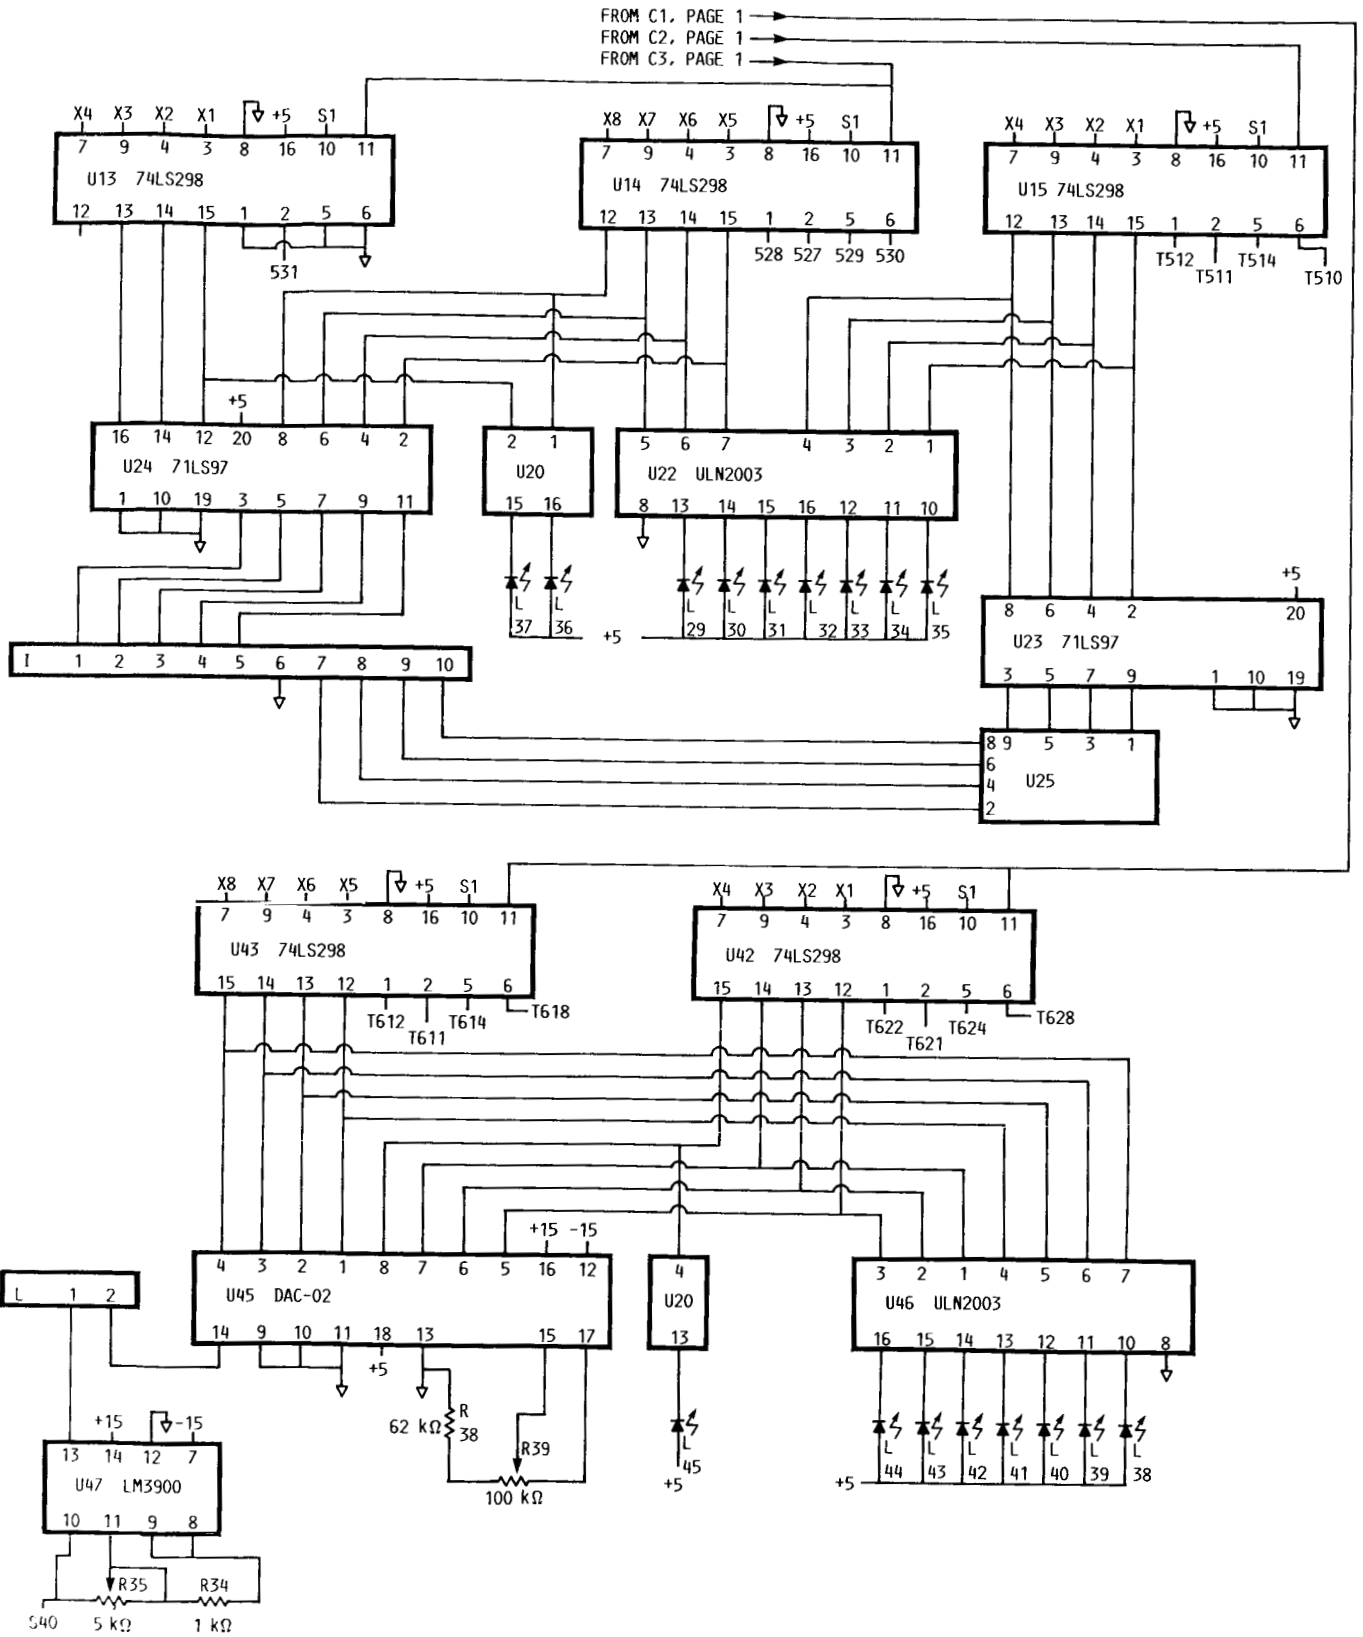 FROM C1, PAGE 1
FROM C2, PAGE 1
FROM C3, PAGE 1
X4 X3 X2 X1 +5 S1
7 9 4 3 8 16 10 11
U13 74LS298
12 13 14 15 1 2 5 6
531
X8 X7 X6 X5 +5 S1
7 9 4 3 8 16 10 11
U14 74LS298
12 13 14 15 1 2 5 6
528 527 529 530
X4 X3 X2 X1 +5 S1
7 9 4 3 8 16 10 11
U15 74LS298
12 13 14 15 1 2 5 6
T512 T511 T514 T510
+5
16 14 12 20 8 6 4 2
U24 71LS97
1 10 19 3 5 7 9 11
2 1
U20
15 16
L L
37 36
+5
5 6 7 4 3 2 1
U22 ULN2003
8 13 14 15 16 12 11 10
L L L L L L L
29 30 31 32 33 34 35
+5
8 6 4 2 20
U23 71LS97
3 5 7 9 1 10 19
I 1 2 3 4 5 6 7 8 9 10
8 9 5 3 1
6
4 U25
2
X8 X7 X6 X5 +5 S1
7 9 4 3 8 16 10 11
U43 74LS298
15 14 13 12 1 2 5 6
T612 T611 T614 T618
X4 X3 X2 X1 +5 S1
7 9 4 3 8 16 10 11
U42 74LS298
15 14 13 12 1 2 5 6
T622 T621 T624 T628
+15 -15
4 3 2 1 8 7 6 5 16 12
U45 DAC-02
14 9 10 11 18 13 15 17
+5
62 kΩ R
38
R39
100 kΩ
4
U20
13
L
45
+5
3 2 1 4 5 6 7
U46 ULN2003
16 15 14 13 12 11 10 8
L L L L L L L
+5 44 43 42 41 40 39 38
L 1 2
+15 -15
13 14 12 7
U47 LM3900
10 11 9 8
R35 R34
S40 5 kΩ 1 kΩ